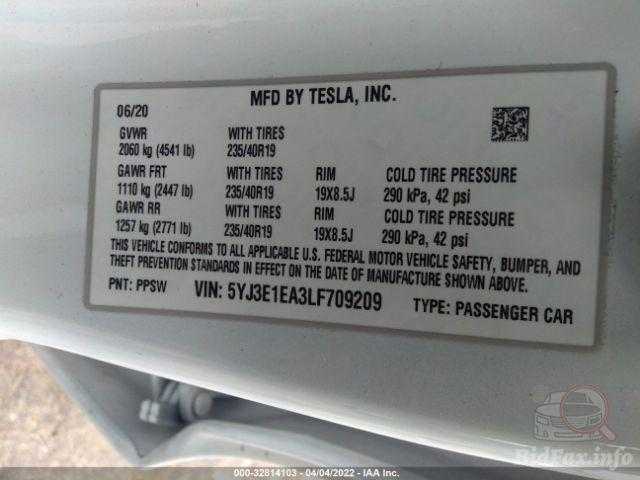 MFD BY TESLA, INC.
06/20
GVWR WITH TIRES
2060 kg (4541 lb) 235/40R19
GAWR FRT WITH TIRES RIM COLD TIRE PRESSURE
1110 kg (2447 lb) 235/40R19 19X8.5J 290 kPa, 42 psi
GAWR RR WITH TIRES RIM COLD TIRE PRESSURE
1257 kg (2771 lb) 235/40R19 19X8.5J 290 kPa, 42 psi
THIS VEHICLE CONFORMS TO ALL APPLICABLE U.S. FEDERAL MOTOR VEHICLE SAFETY, BUMPER, AND
THEFT PREVENTION STANDARDS IN EFFECT ON THE DATE OF MANUFACTURE SHOWN ABOVE.
PNT: PPSW VIN: 5YJ3E1EA3LF709209 TYPE: PASSENGER CAR
BidFax.info
000-32814103 - 04/04/2022 - IAA Inc.